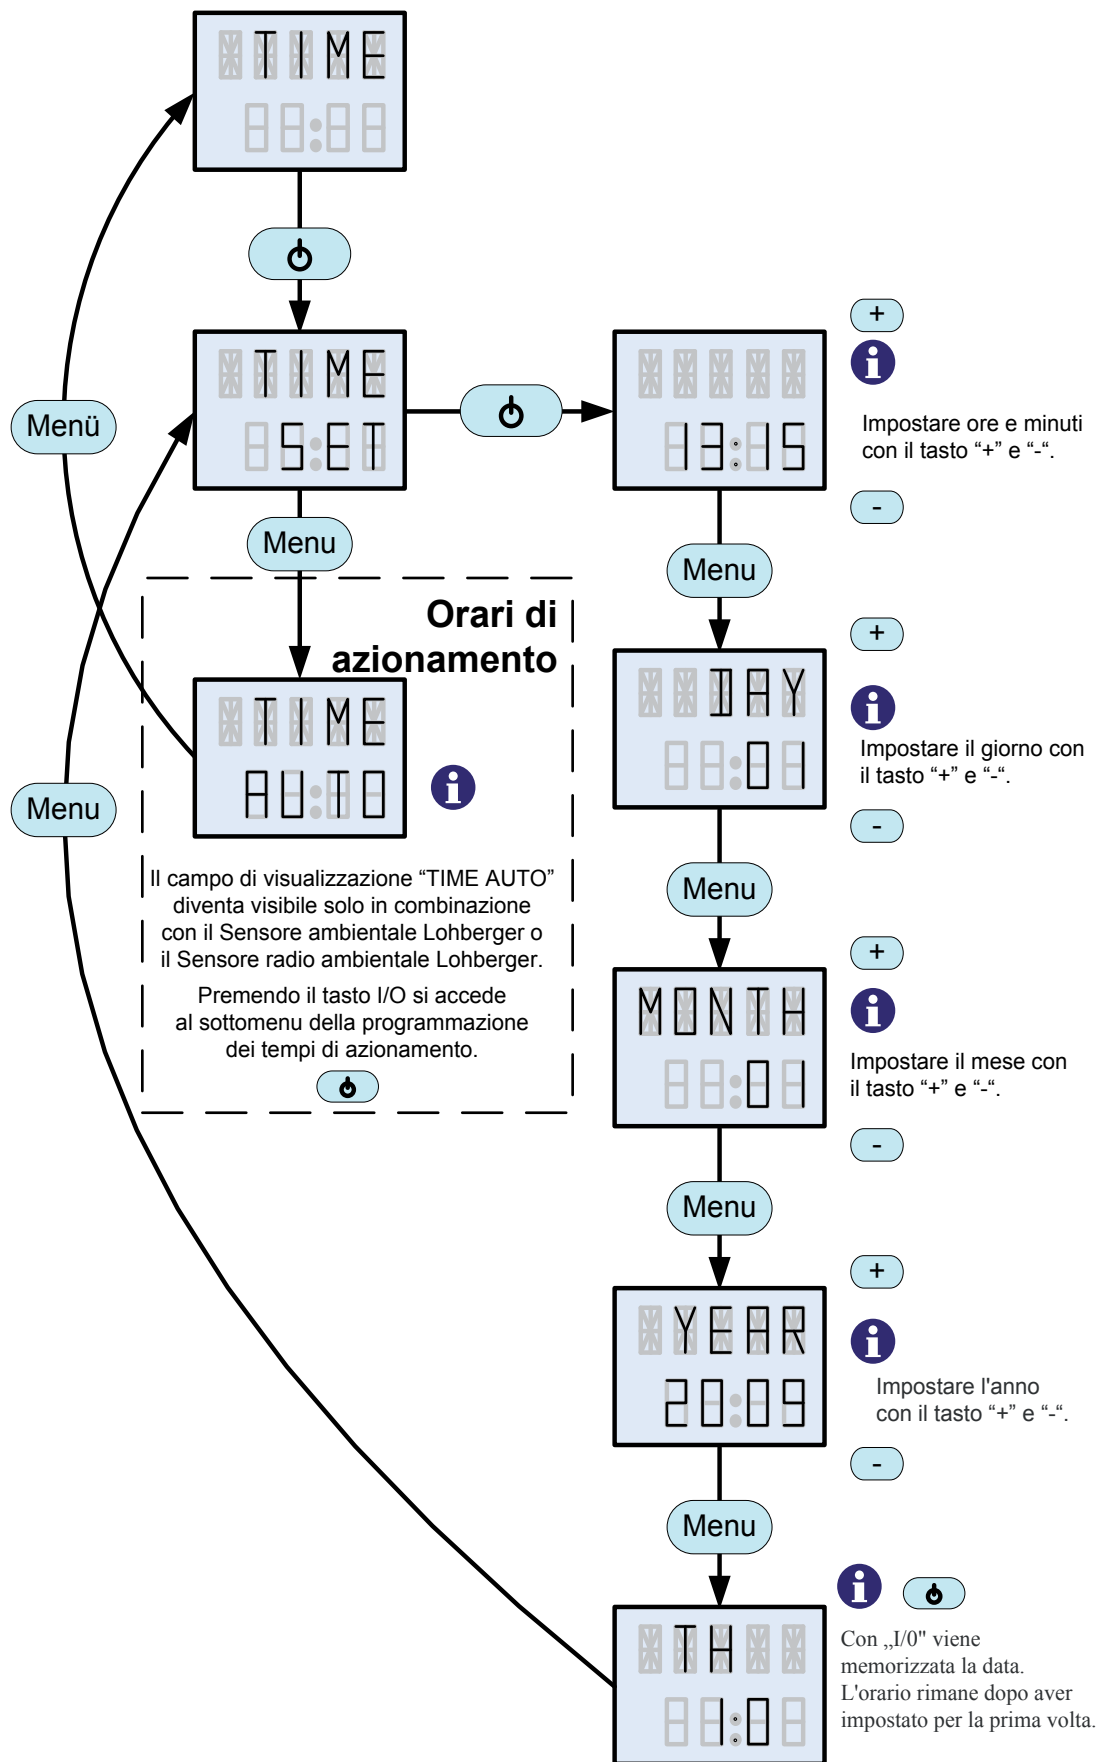 TIME
TIME
SET
Menü
Menu
13:15
+
Impostare ore e minuti
con il tasto “+” e “-“.
-
Menu
Orari di
azionamento
TIME
AUTO
Menu
Il campo di visualizzazione “TIME AUTO”
diventa visibile solo in combinazione
con il Sensore ambientale Lohberger o
il Sensore radio ambientale Lohberger.
Premendo il tasto I/O si accede
al sottomenu della programmazione
dei tempi di azionamento.
DAY
01
+
Impostare il giorno con
il tasto “+” e “-“.
-
Menu
MONTH
01
+
Impostare il mese con
il tasto “+” e “-“.
-
Menu
YEAR
20:09
+
Impostare l'anno
con il tasto “+” e “-“.
-
Menu
TH
1:0
Con „I/0" viene
memorizzata la data.
L'orario rimane dopo aver
impostato per la prima volta.